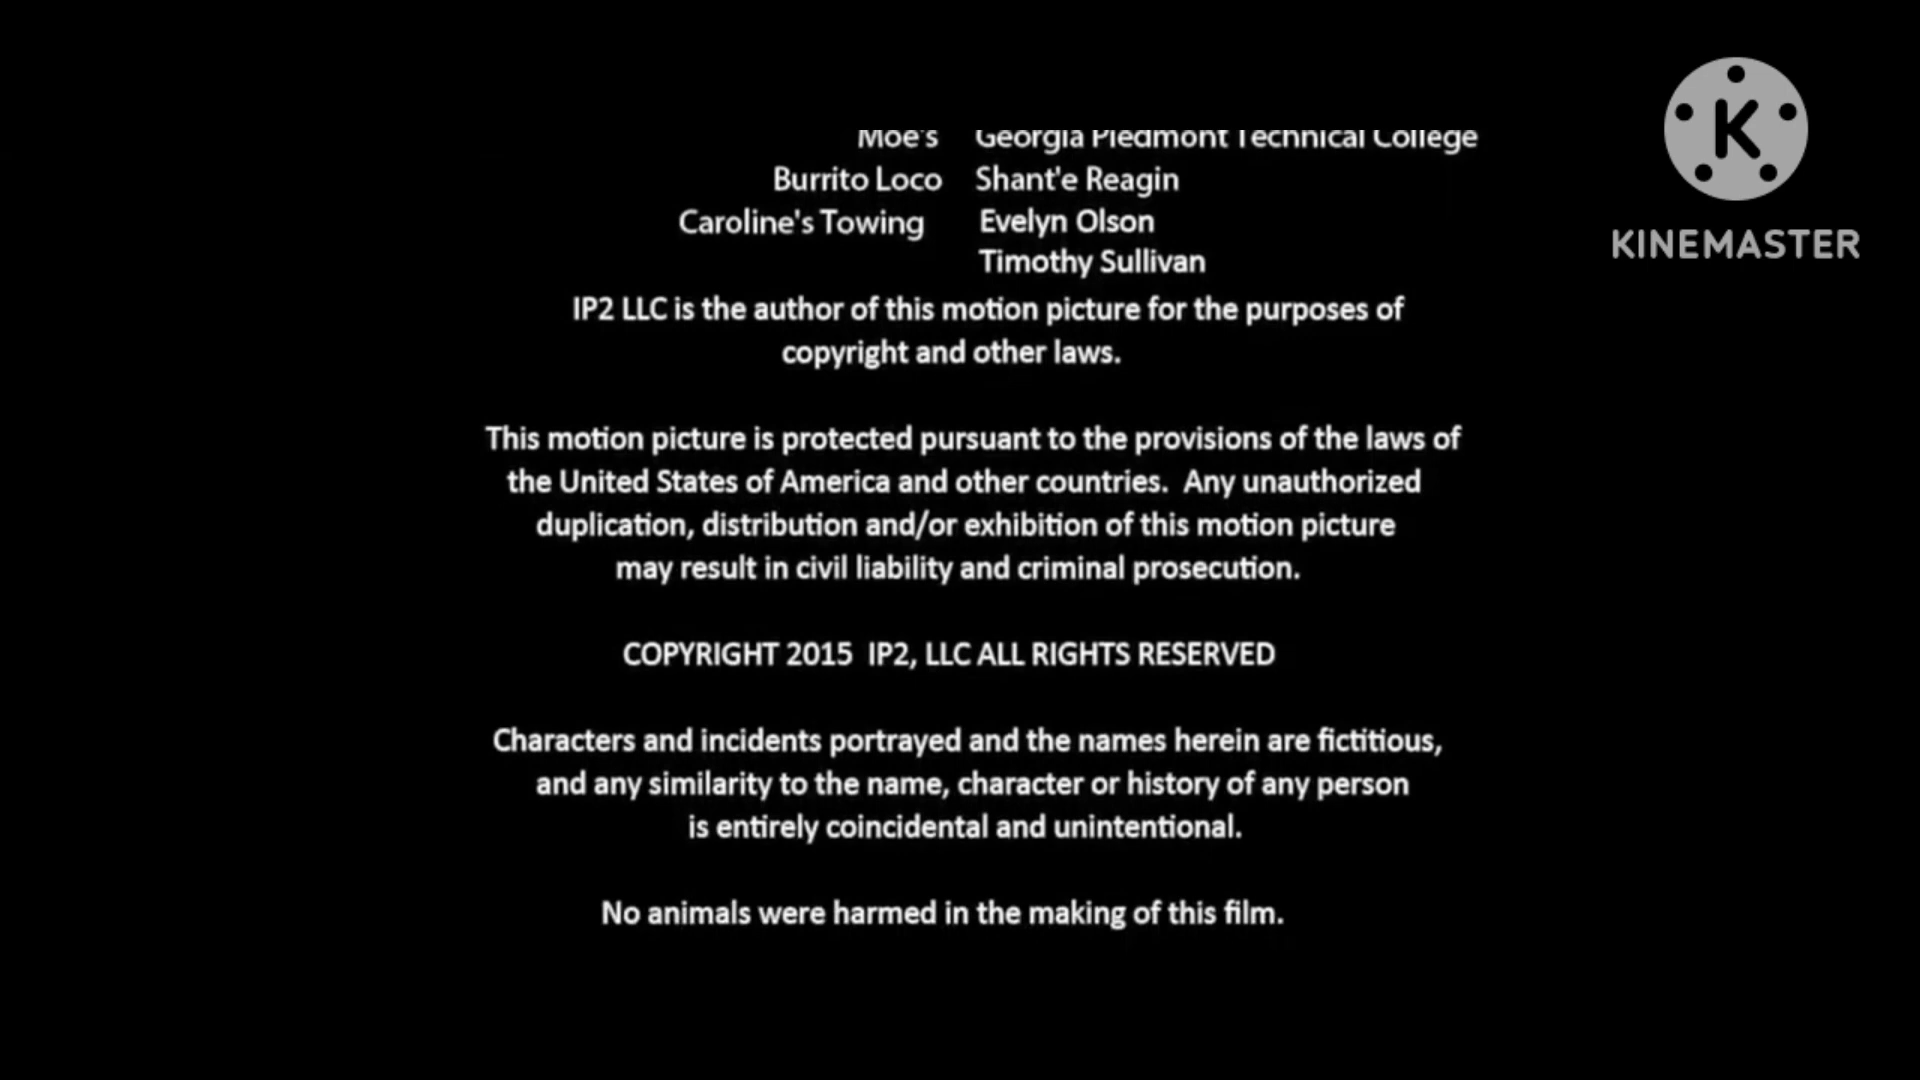 Moe's Georgia Piedmont Technical College
Burrito Loco Shant'e Reagin
Caroline's Towing Evelyn Olson
Timothy Sullivan
IP2 LLC is the author of this motion picture for the purposes of
copyright and other laws.
This motion picture is protected pursuant to the provisions of the laws of
the United States of America and other countries.  Any unauthorized
duplication, distribution and/or exhibition of this motion picture
may result in civil liability and criminal prosecution.
COPYRIGHT 2015  IP2, LLC ALL RIGHTS RESERVED
Characters and incidents portrayed and the names herein are fictitious,
and any similarity to the name, character or history of any person
is entirely coincidental and unintentional.
No animals were harmed in the making of this film.
K
KINEMASTER